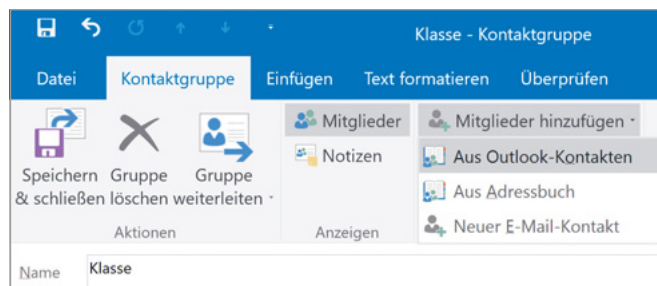 Klasse - Kontaktgruppe
Datei Kontaktgruppe Einfügen Text formatieren Überprüfen
Speichern & schließen
Gruppe löschen
Gruppe weiterleiten
Aktionen
Mitglieder
Notizen
Anzeigen
Mitglieder hinzufügen
Aus Outlook-Kontakten
Aus Adressbuch
Neuer E-Mail-Kontakt
Name Klasse